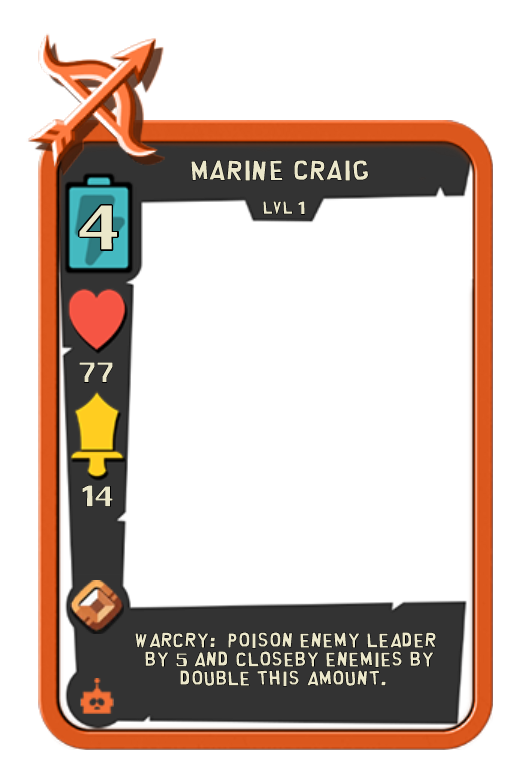 MARINE CRAIG
LVL 1
4
77
14
WARCRY: POISON ENEMY LEADER
BY 5 AND CLOSEBY ENEMIES BY
DOUBLE THIS AMOUNT.